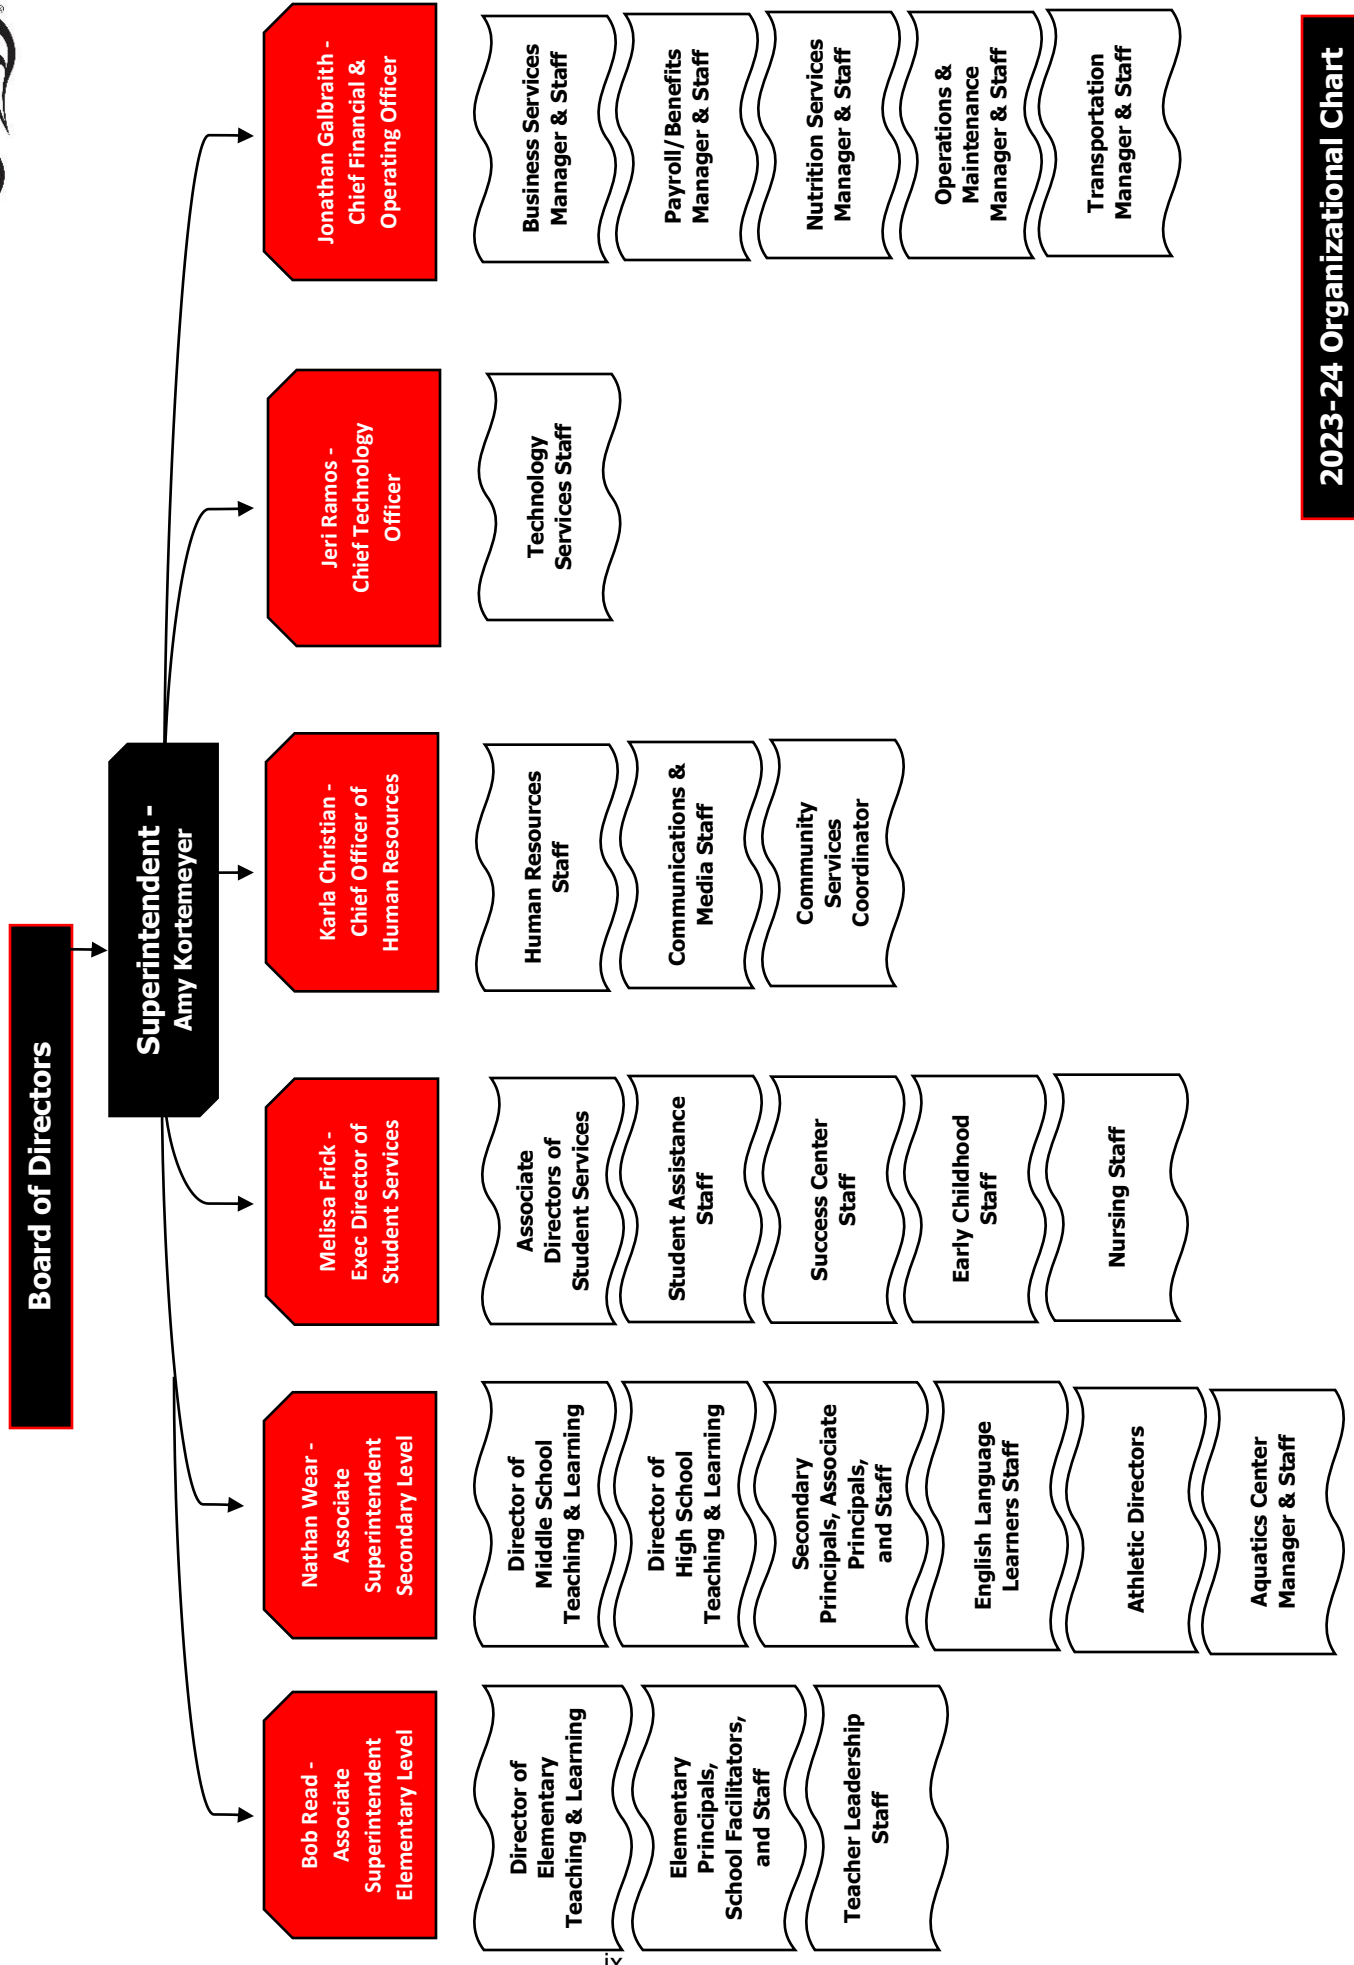 Board of Directors
Superintendent -
Amy Kortemeyer
Bob Read -
Associate
Superintendent
Elementary Level
Director of
Elementary
Teaching & Learning
Elementary
Principals,
School Facilitators,
and Staff
Teacher Leadership
Staff
Nathan Wear -
Associate
Superintendent
Secondary Level
Director of
Middle School
Teaching & Learning
Director of
High School
Teaching & Learning
Secondary
Principals, Associate
Principals,
and Staff
English Language
Learners Staff
Athletic Directors
Aquatics Center
Manager & Staff
Melissa Frick -
Exec Director of
Student Services
Associate
Directors of
Student Services
Student Assistance
Staff
Success Center
Staff
Early Childhood
Staff
Nursing Staff
Karla Christian -
Chief Officer of
Human Resources
Human Resources
Staff
Communications &
Media Staff
Community
Services
Coordinator
Jeri Ramos -
Chief Technology
Officer
Technology
Services Staff
Jonathan Galbraith -
Chief Financial &
Operating Officer
Business Services
Manager & Staff
Payroll/Benefits
Manager & Staff
Nutrition Services
Manager & Staff
Operations &
Maintenance
Manager & Staff
Transportation
Manager & Staff
2023-24 Organizational Chart
ix